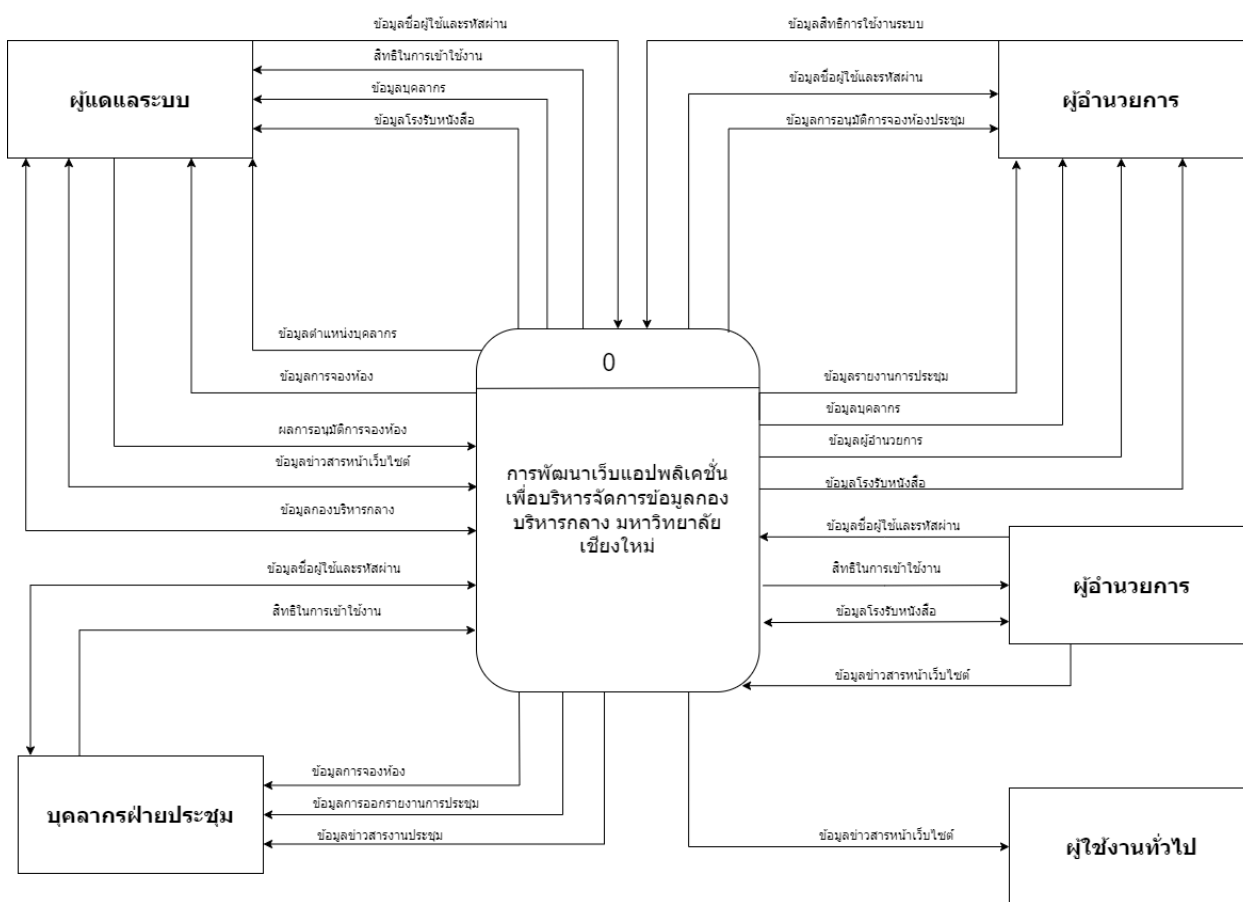 ข้อมูลชื่อผู้ใช้และรหัสผ่าน
สิทธิในการเข้าใช้งาน
ข้อมูลบุคลากร
ข้อมูลโรงรับหนังสือ
ผู้แดแลระบบ
ข้อมูลสิทธิการใช้งานระบบ
ข้อมูลชื่อผู้ใช้และรหัสผ่าน
ข้อมูลการอนุมัติการจองห้องประชุม
ผู้อำนวยการ
ข้อมูลตำแหน่งบุคลากร
ข้อมูลการจองห้อง
ผลการอนุมัติการจองห้อง
ข้อมูลข่าวสารหน้าเว็บไซต์
ข้อมูลกองบริหารกลาง
ข้อมูลชื่อผู้ใช้และรหัสผ่าน
สิทธิในการเข้าใช้งาน
0
การพัฒนาเว็บแอปพลิเคชั่น
เพื่อบริหารจัดการข้อมูลกอง
บริหารกลาง มหาวิทยาลัย
เชียงใหม่
ข้อมูลรายงานการประชุม
ข้อมูลบุคลากร
ข้อมูลผู้อำนวยการ
ข้อมูลโรงรับหนังสือ
ข้อมูลชื่อผู้ใช้และรหัสผ่าน
สิทธิในการเข้าใช้งาน
ข้อมูลโรงรับหนังสือ
ข้อมูลข่าวสารหน้าเว็บไซต์
ผู้อำนวยการ
บุคลากรฝ่ายประชุม
ข้อมูลการจองห้อง
ข้อมูลการออกรายงานการประชุม
ข้อมูลข่าวสารงานประชุม
ข้อมูลข่าวสารหน้าเว็บไซต์
ผู้ใช้งานทั่วไป